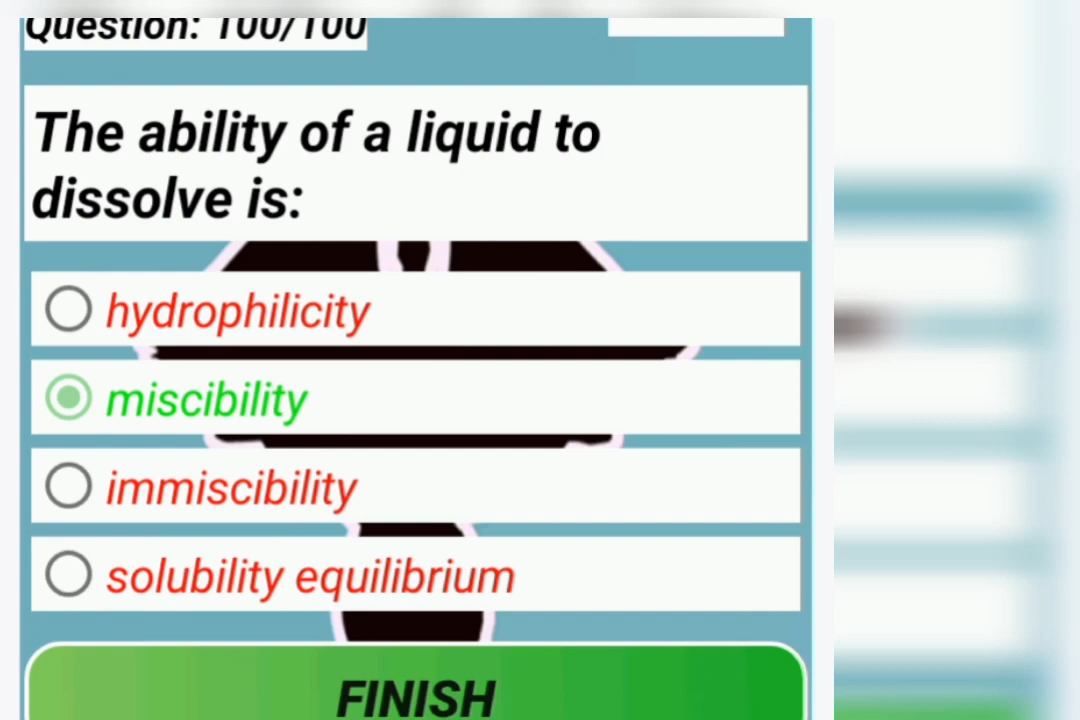 Question: 100/100
The ability of a liquid to
dissolve is:
hydrophilicity
miscibility
immiscibility
solubility equilibrium
FINISH